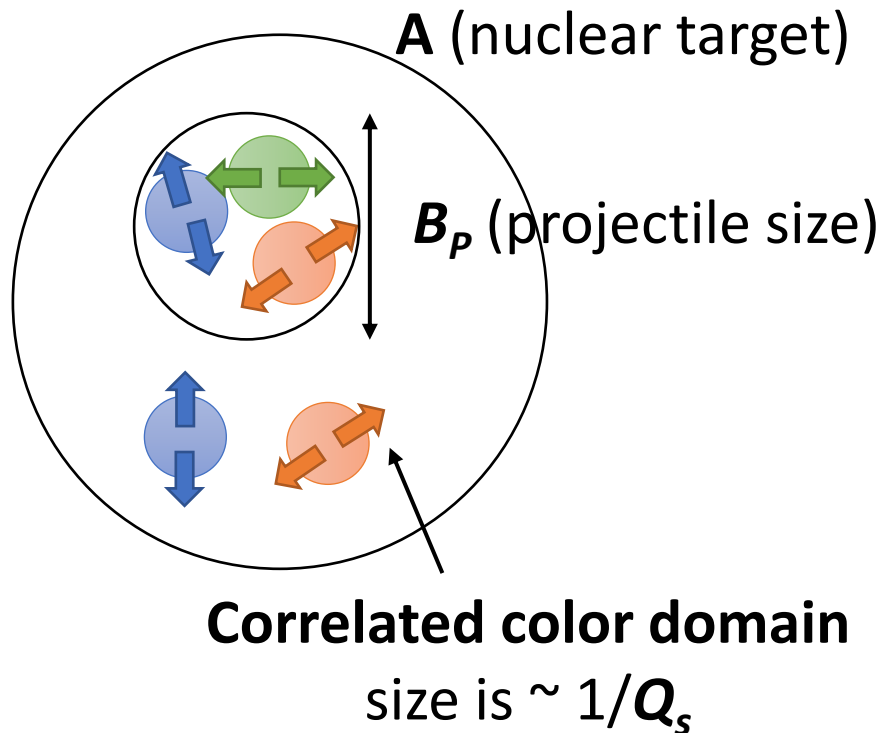 A (nuclear target)
B_P (projectile size)
Correlated color domain
size is ~ 1/Q_s